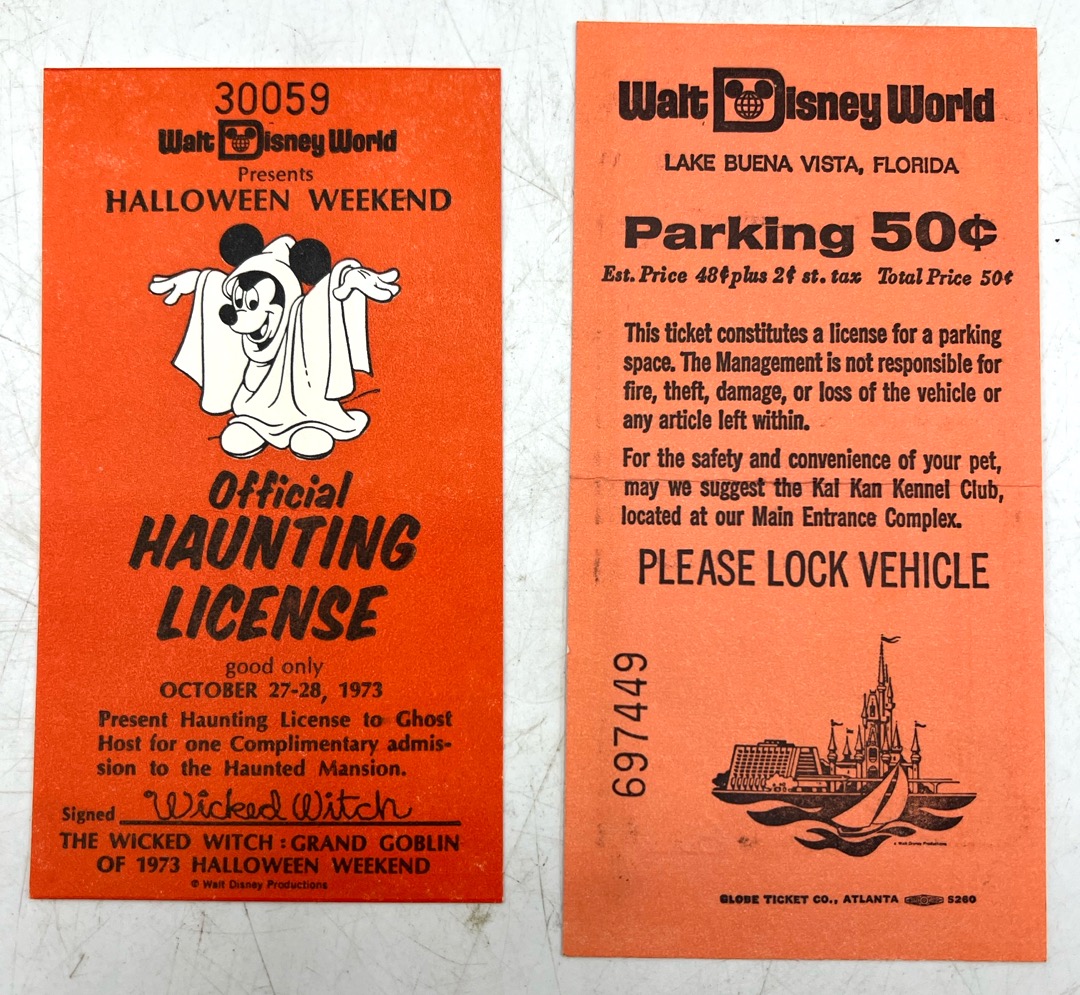 30059
Walt Disney World
Presents
HALLOWEEN WEEKEND
Official
HAUNTING
LICENSE
good only
OCTOBER 27-28, 1973
Present Haunting License to Ghost
Host for one Complimentary admis-
sion to the Haunted Mansion.
Signed Wicked Witch
THE WICKED WITCH : GRAND GOBLIN
OF 1973 HALLOWEEN WEEKEND
© Walt Disney Productions
Walt Disney World
LAKE BUENA VISTA, FLORIDA
Parking 50¢
Est. Price 48¢ plus 2¢ st. tax Total Price 50¢
This ticket constitutes a license for a parking
space. The Management is not responsible for
fire, theft, damage, or loss of the vehicle or
any article left within.
For the safety and convenience of your pet,
may we suggest the Kal Kan Kennel Club,
located at our Main Entrance Complex.
PLEASE LOCK VEHICLE
697449
© Walt Disney Productions
GLOBE TICKET CO., ATLANTA 5260